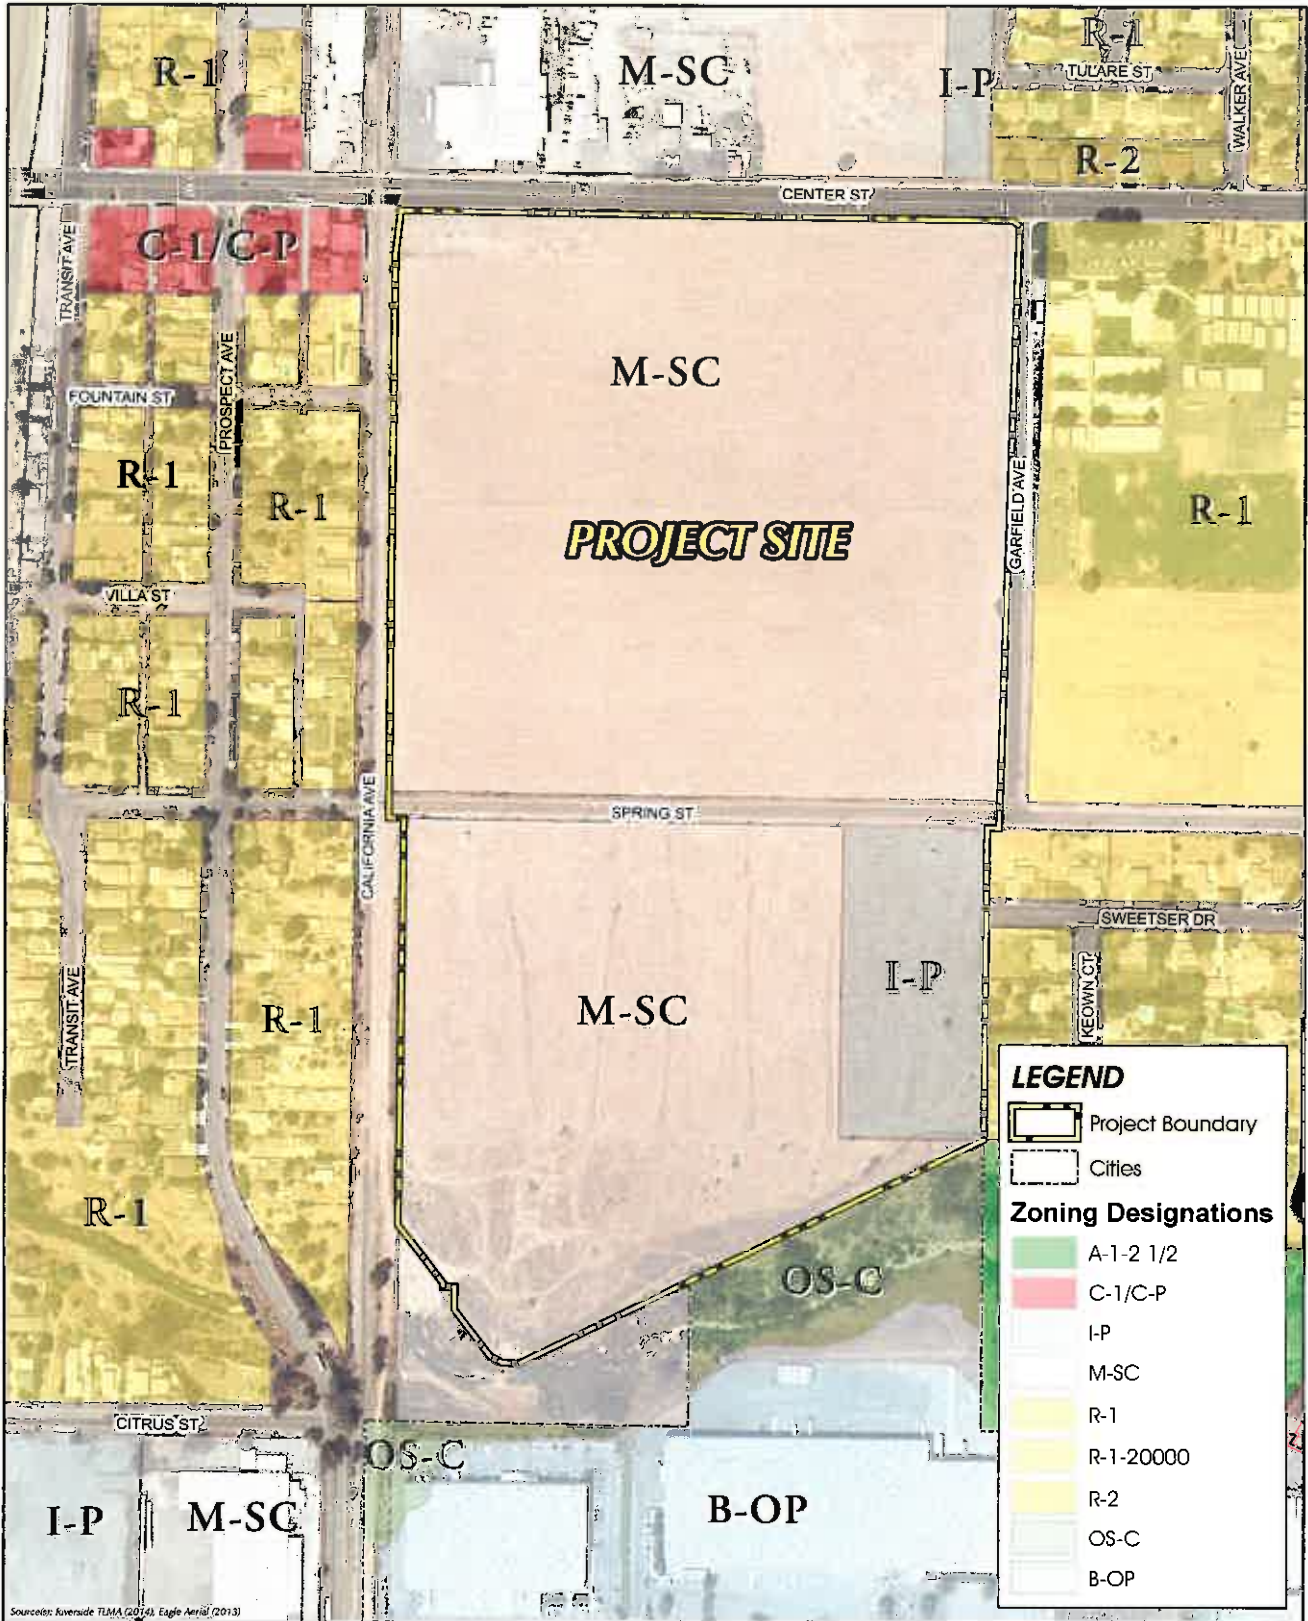 R-1
M-SC
I-P
R-1
TULARE ST
WALKER AVE
R-2
CENTER ST
TRANSIT AVE
C-1/C-P
PROSPECT AVE
FOUNTAIN ST
M-SC
R-1
R-1
PROJECT SITE
GARFIELD AVE
R-1
VILLA ST
R-1
CALIFORNIA AVE
SPRING ST
SWEETSER DR
I-P
KEOWN CT
TRANSIT AVE
R-1
M-SC
R-1
OS-C
CITRUS ST
OS-C
I-P
M-SC
B-OP
LEGEND
Project Boundary
Cities
Zoning Designations
A-1-2 1/2
C-1/C-P
I-P
M-SC
R-1
R-1-20000
R-2
OS-C
B-OP
Source(s): Riverside TLMA (2014), Eagle Aerial (2013)